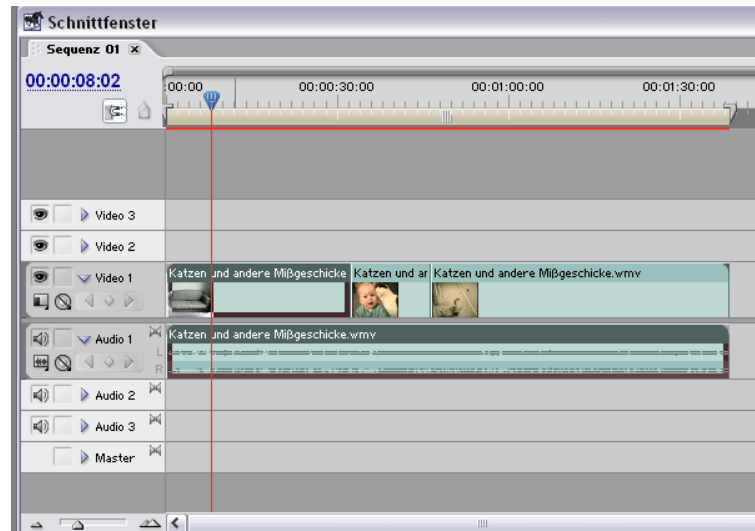 Schnittfenster
Sequenz 01
00:00:08:02
:00:00 00:00:30:00 00:01:00:00 00:01:30:00
Video 3
Video 2
Video 1
Katzen und andere Mißgeschicke Katzen und ar Katzen und andere Mißgeschicke.wmv
Audio 1
Katzen und andere Mißgeschicke.wmv
L
R
Audio 2
Audio 3
Master